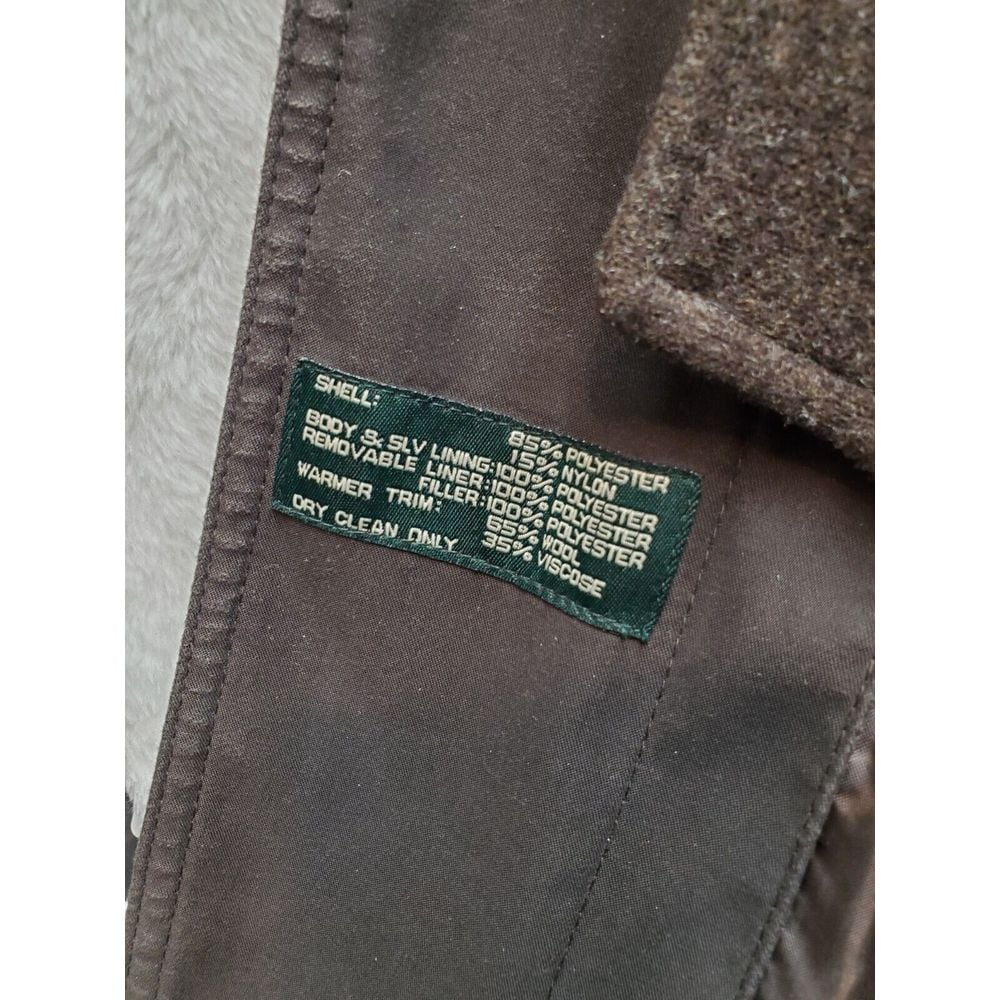 SHELL:
85% POLYESTER
15% NYLON
BODY & SLV LINING: 100% POLYESTER
REMOVABLE LINER: 100% POLYESTER
FILLER: 100% POLYESTER
WARMER TRIM: 65% WOOL
35% VISCOSE
DRY CLEAN ONLY